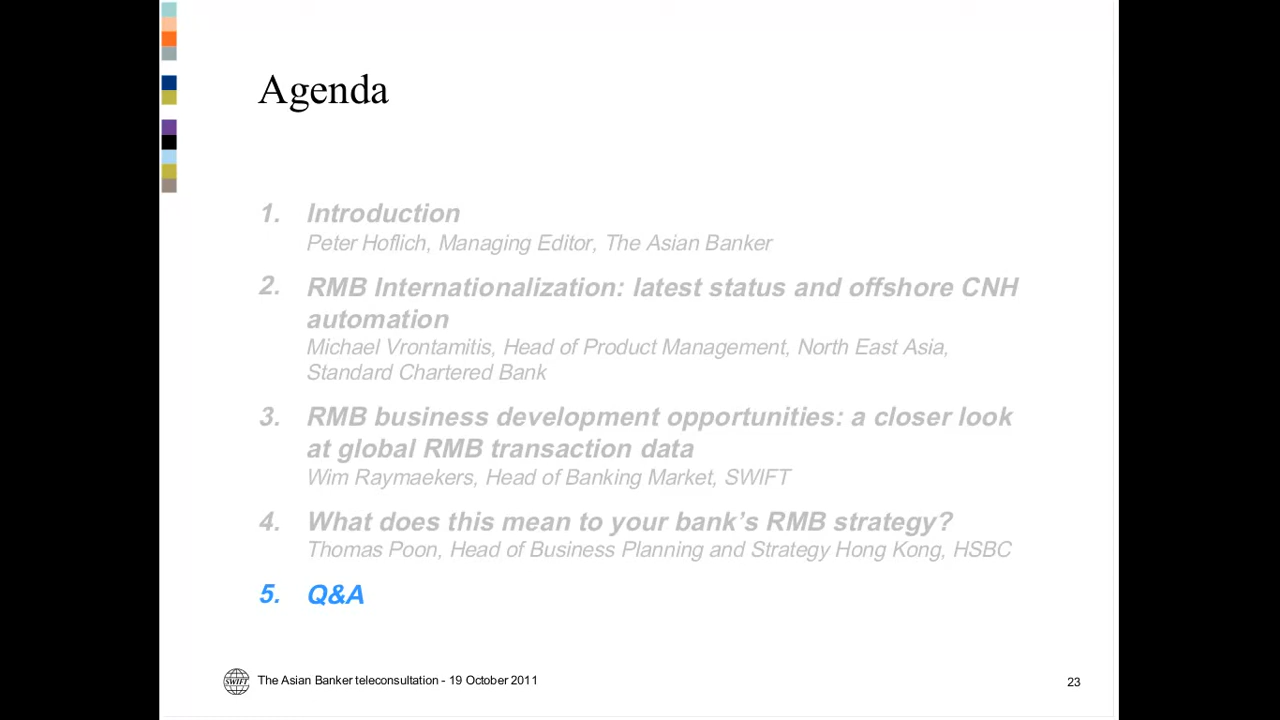 Agenda
1. Introduction
Peter Hoflich, Managing Editor, The Asian Banker
2. RMB Internationalization: latest status and offshore CNH
automation
Michael Vrontamitis, Head of Product Management, North East Asia,
Standard Chartered Bank
3. RMB business development opportunities: a closer look
at global RMB transaction data
Wim Raymaekers, Head of Banking Market, SWIFT
4. What does this mean to your bank’s RMB strategy?
Thomas Poon, Head of Business Planning and Strategy Hong Kong, HSBC
5. Q&A
SWIFT The Asian Banker teleconsultation - 19 October 2011
23